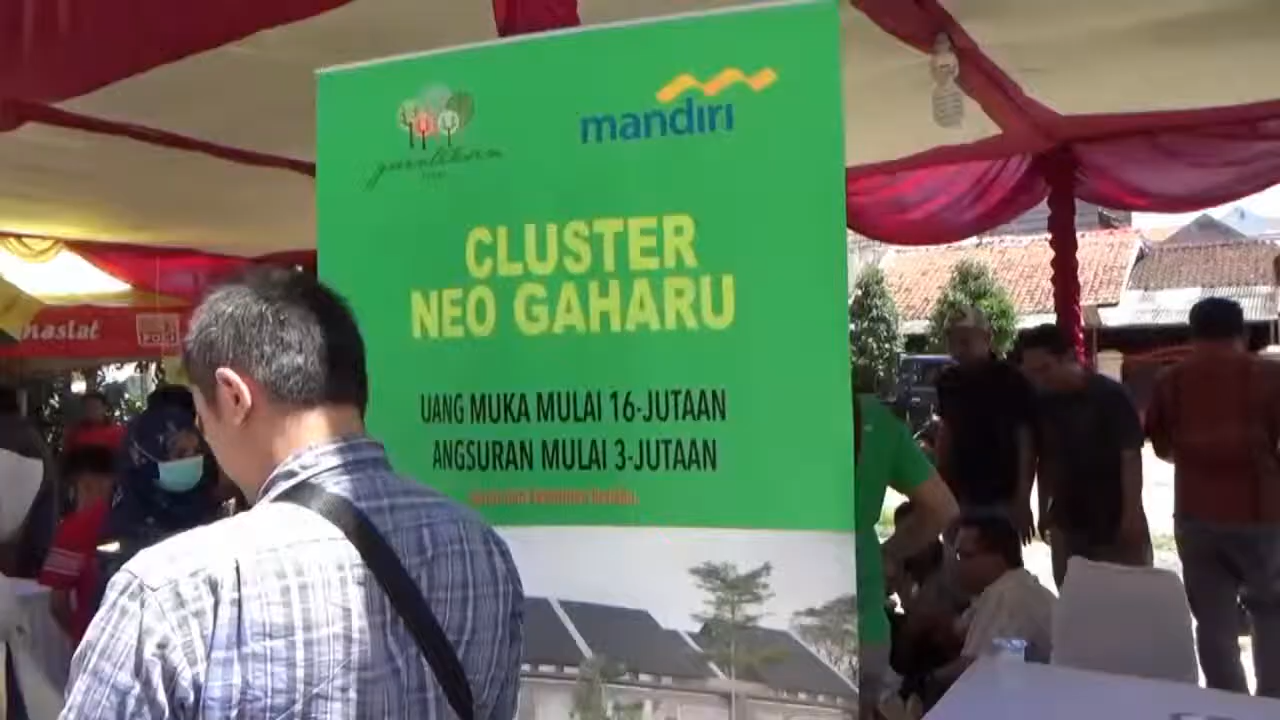 mandiri
CLUSTER
NEO GAHARU
UANG MUKA MULAI 16-JUTAAN
ANGSURAN MULAI 3-JUTAAN